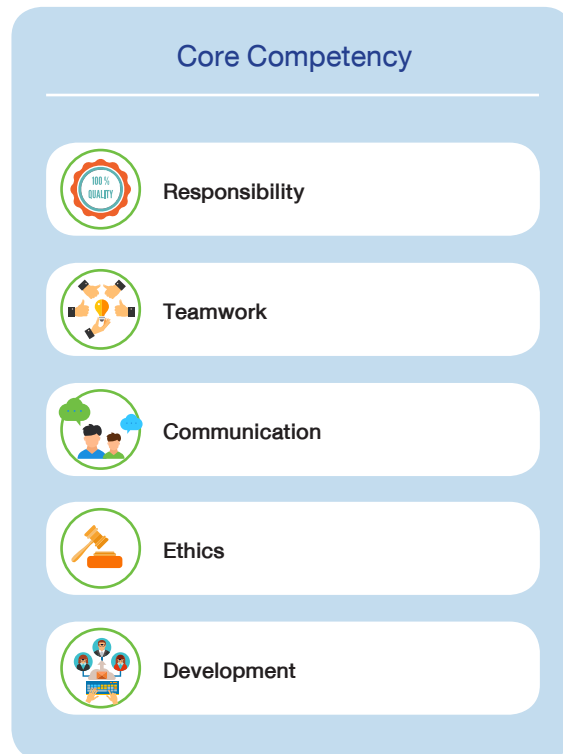 Core Competency
100 %
QUALITY
Responsibility
Teamwork
Communication
Ethics
Development